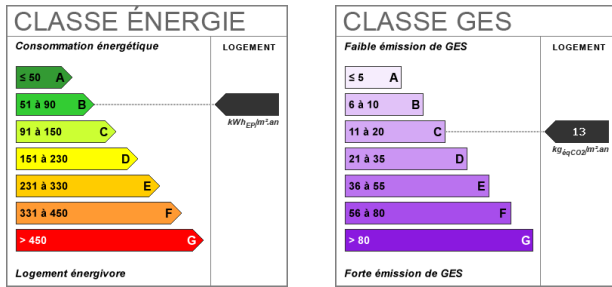 CLASSE ÉNERGIE
Consommation énergétique
LOGEMENT
≤ 50 A
51 à 90 B
kWhEP/m².an
91 à 150 C
151 à 230 D
231 à 330 E
331 à 450 F
> 450 G
Logement énergivore
CLASSE GES
Faible émission de GES
LOGEMENT
≤ 5 A
6 à 10 B
11 à 20 C
13
kgéqCO2/m².an
21 à 35 D
36 à 55 E
56 à 80 F
> 80 G
Forte émission de GES